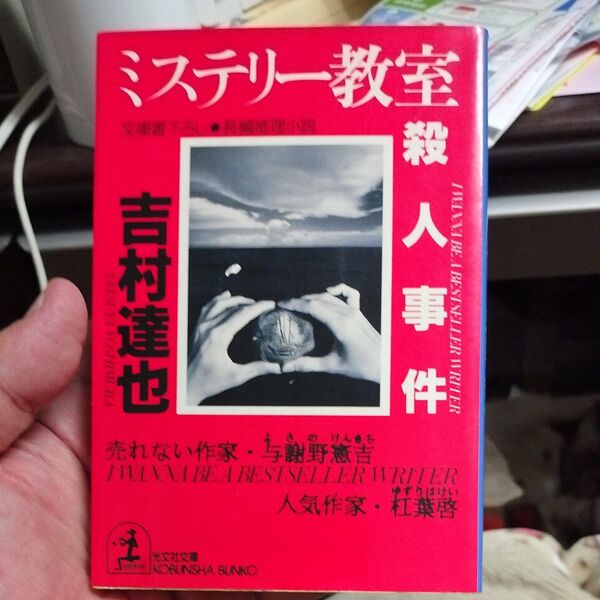 ミステリー教室
殺人事件
文庫書下ろし●長編推理小説
吉村達也
TATSUYA YOSHIMURA
I WANNA BE A BESTSELLER WRITER
よさのけんきち
売れない作家・与謝野憲吉
I WANNA BE A BESTSELLER WRITER
ゆずりはけい
人気作家・杠葉啓
光文社文庫
KOBUNSHA BUNKO